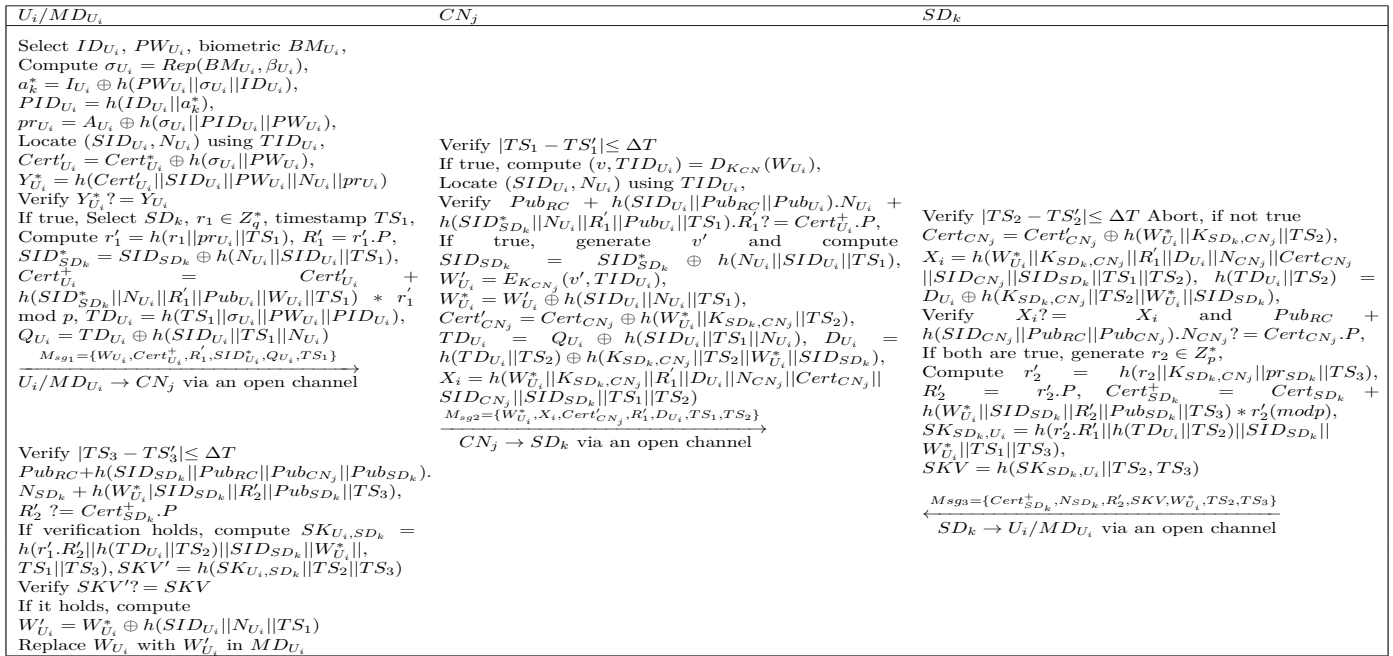 U_i/MD_{U_i}
Select ID_{U_i}, PW_{U_i}, biometric BM_{U_i},
Compute σ_{U_i} = Rep(BM_{U_i}, β_{U_i}),
a_k^* = I_{U_i} ⊕ h(PW_{U_i}||σ_{U_i}||ID_{U_i}),
PID_{U_i} = h(ID_{U_i}||a_k^*),
pr_{U_i} = A_{U_i} ⊕ h(σ_{U_i}||PID_{U_i}||PW_{U_i}),
Locate (SID_{U_i}, N_{U_i}) using TID_{U_i},
Cert'_{U_i} = Cert^*_{U_i} ⊕ h(σ_{U_i}||PW_{U_i}),
Y^*_{U_i} = h(Cert'_{U_i}||SID_{U_i}||PW_{U_i}||N_{U_i}||pr_{U_i})
Verify Y^*_{U_i}? = Y_{U_i}
If true, Select SD_k, r_1 ∈ Z_q^*, timestamp TS_1,
Compute r'_1 = h(r_1||pr_{U_i}||TS_1), R'_1 = r'_1.P,
SID^*_{SD_k} = SID_{SD_k} ⊕ h(N_{U_i}||SID_{U_i}||TS_1),
Cert^+_{U_i} = Cert'_{U_i} +
h(SID^*_{SD_k}||N_{U_i}||R'_1||Pub_{U_i}||W_{U_i}||TS_1) * r'_1
mod p, TD_{U_i} = h(TS_1||σ_{U_i}||PW_{U_i}||PID_{U_i}),
Q_{U_i} = TD_{U_i} ⊕ h(SID_{U_i}||TS_1||N_{U_i})
M_{sg1}={W_{U_i},Cert^+_{U_i},R'_1,SID^*_{U_i},Q_{U_i},TS_1}
U_i/MD_{U_i} → CN_j via an open channel
Verify |TS_3 − TS'_3|≤ ΔT
Pub_{RC}+h(SID_{SD_k}||Pub_{RC}||Pub_{CN_j}||Pub_{SD_k}).
N_{SD_k} + h(W^*_{U_i}|SID_{SD_k}||R'_2||Pub_{SD_k}||TS_3),
R'_2 ?= Cert^+_{SD_k}.P
If verification holds, compute SK_{U_i,SD_k} =
h(r'_1.R'_2||h(TD_{U_i}||TS_2)||SID_{SD_k}||W^*_{U_i}||,
TS_1||TS_3), SKV' = h(SK_{U_i,SD_k}||TS_2||TS_3)
Verify SKV'? = SKV
If it holds, compute
W'_{U_i} = W^*_{U_i} ⊕ h(SID_{U_i}||N_{U_i}||TS_1)
Replace W_{U_i} with W'_{U_i} in MD_{U_i}
CN_j
Verify |TS_1 − TS'_1|≤ ΔT
If true, compute (v, TID_{U_i}) = D_{K_{CN}}(W_{U_i}),
Locate (SID_{U_i}, N_{U_i}) using TID_{U_i},
Verify Pub_{RC} + h(SID_{U_i}||Pub_{RC}||Pub_{U_i}).N_{U_i} +
h(SID^*_{SD_k}||N_{U_i}||R'_1||Pub_{U_i}||TS_1).R'_1? = Cert^+_{U_i}.P,
If true, generate v' and compute
SID_{SD_k} = SID^*_{SD_k} ⊕ h(N_{U_i}||SID_{U_i}||TS_1),
W'_{U_i} = E_{K_{CN_j}}(v', TID_{U_i}),
W^*_{U_i} = W'_{U_i} ⊕ h(SID_{U_i}||N_{U_i}||TS_1),
Cert'_{CN_j} = Cert_{CN_j} ⊕ h(W^*_{U_i}||K_{SD_k,CN_j}||TS_2),
TD_{U_i} = Q_{U_i} ⊕ h(SID_{U_i}||TS_1||N_{U_i}), D_{U_i} =
h(TD_{U_i}||TS_2) ⊕ h(K_{SD_k,CN_j}||TS_2||W^*_{U_i}||SID_{SD_k}),
X_i = h(W^*_{U_i}||K_{SD_k,CN_j}||R'_1||D_{U_i}||N_{CN_j}||Cert_{CN_j}||
SID_{CN_j}||SID_{SD_k}||TS_1||TS_2)
M_{sg2}={W^*_{U_i},X_i,Cert'_{CN_j},R'_1,D_{U_i},TS_1,TS_2}
CN_j → SD_k via an open channel
SD_k
Verify |TS_2 − TS'_2|≤ ΔT Abort, if not true
Cert_{CN_j} = Cert'_{CN_j} ⊕ h(W^*_{U_i}||K_{SD_k,CN_j}||TS_2),
X_i = h(W^*_{U_i}||K_{SD_k,CN_j}||R'_1||D_{U_i}||N_{CN_j}||Cert_{CN_j}
||SID_{CN_j}||SID_{SD_k}||TS_1||TS_2), h(TD_{U_i}||TS_2) =
D_{U_i} ⊕ h(K_{SD_k,CN_j}||TS_2||W^*_{U_i}||SID_{SD_k}),
Verify X_i? = X_i and Pub_{RC} +
h(SID_{CN_j}||Pub_{RC}||Pub_{CN_j}).N_{CN_j}? = Cert_{CN_j}.P,
If both are true, generate r_2 ∈ Z_p^*,
Compute r'_2 = h(r_2||K_{SD_k,CN_j}||pr_{SD_k}||TS_3),
R'_2 = r'_2.P, Cert^+_{SD_k} = Cert_{SD_k} +
h(W^*_{U_i}||SID_{SD_k}||R'_2||Pub_{SD_k}||TS_3) * r'_2(modp),
SK_{SD_k,U_i} = h(r'_2.R'_1||h(TD_{U_i}||TS_2)||SID_{SD_k}||
W^*_{U_i}||TS_1||TS_3),
SKV = h(SK_{SD_k,U_i}||TS_2, TS_3)
Msg_3={Cert^+_{SD_k},N_{SD_k},R'_2,SKV,W^*_{U_i},TS_2,TS_3}
SD_k → U_i/MD_{U_i} via an open channel